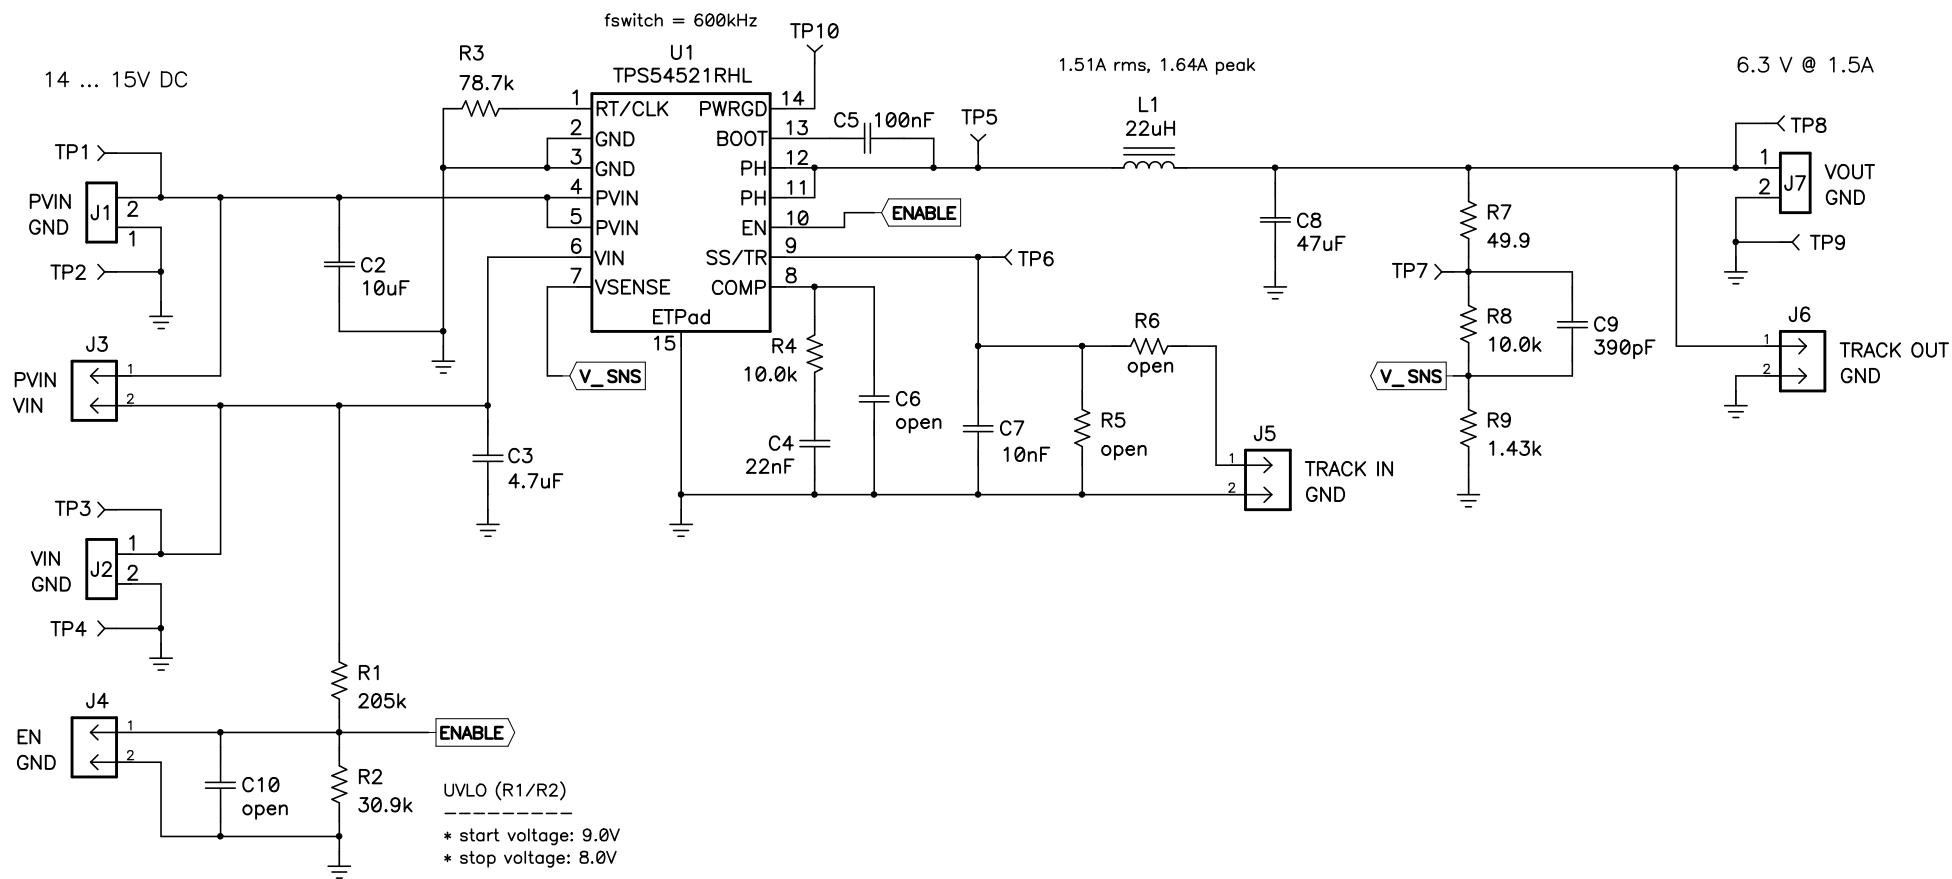 fswitch = 600kHz
14 ... 15V DC
R3
78.7k
U1
TPS54521RHL
TP10
1.51A rms, 1.64A peak
6.3 V @ 1.5A
1 RT/CLK PWRGD 14
2 GND BOOT 13
3 GND PH 12
4 PVIN PH 11
5 PVIN EN 10
6 VIN SS/TR 9
7 VSENSE COMP 8
ETPad
15
C5 100nF
TP5
L1
22uH
TP8
1 VOUT
2 GND
J7
TP9
TP1
PVIN
GND
J1
2
1
TP2
C2
10uF
ENABLE
TP6
C8
47uF
R7
49.9
TP7
R8
10.0k
C9
390pF
V_SNS
R9
1.43k
J6
1 TRACK OUT
2 GND
J3
PVIN 1
VIN 2
V_SNS
R4
10.0k
C6
open
C4
22nF
C7
10nF
R6
open
R5
open
J5
1 TRACK IN
2 GND
C3
4.7uF
TP3
VIN
GND
J2
1
2
TP4
R1
205k
J4
EN 1
GND 2
ENABLE
C10
open
R2
30.9k
UVLO (R1/R2)
----------
* start voltage: 9.0V
* stop voltage: 8.0V